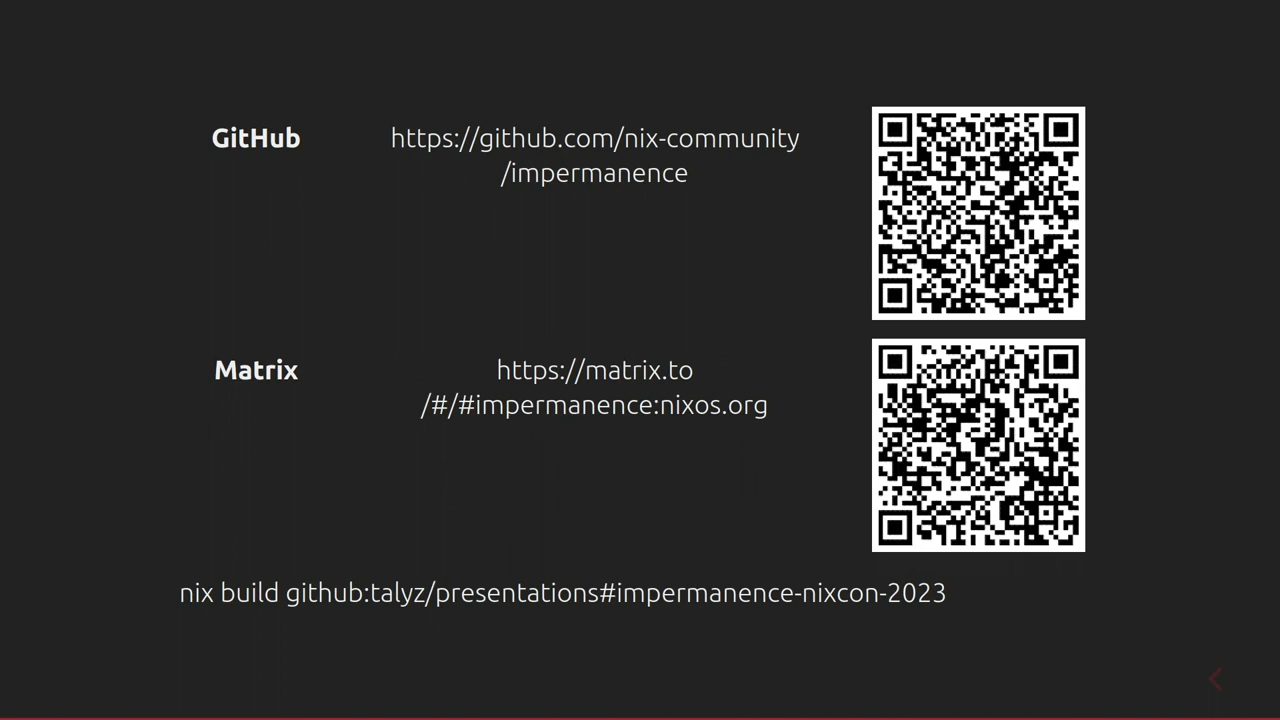 GitHub
https://github.com/nix-community
/impermanence
Matrix
https://matrix.to
/#/#impermanence:nixos.org
nix build github:talyz/presentations#impermanence-nixcon-2023